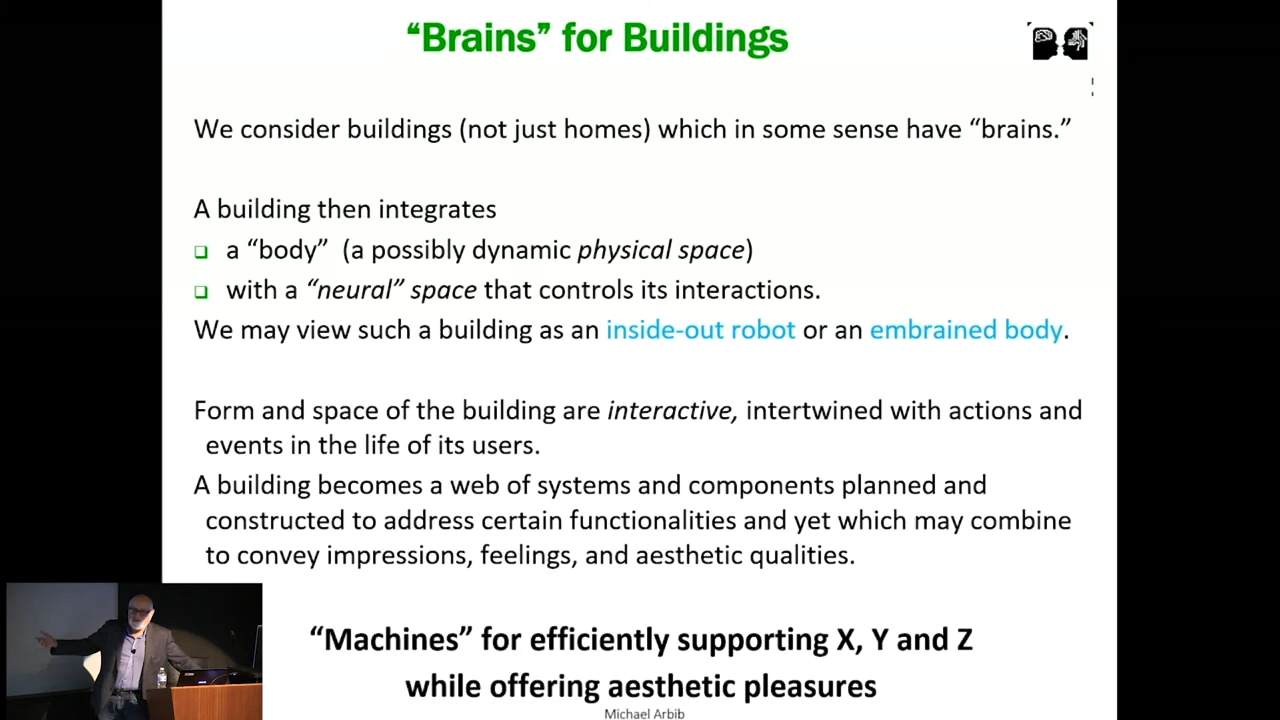 “Brains” for Buildings
We consider buildings (not just homes) which in some sense have “brains.”
A building then integrates
a “body” (a possibly dynamic physical space)
with a “neural” space that controls its interactions.
We may view such a building as an inside-out robot or an embrained body.
Form and space of the building are interactive, intertwined with actions and
events in the life of its users.
A building becomes a web of systems and components planned and
constructed to address certain functionalities and yet which may combine
to convey impressions, feelings, and aesthetic qualities.
“Machines” for efficiently supporting X, Y and Z
while offering aesthetic pleasures
Michael Arbib